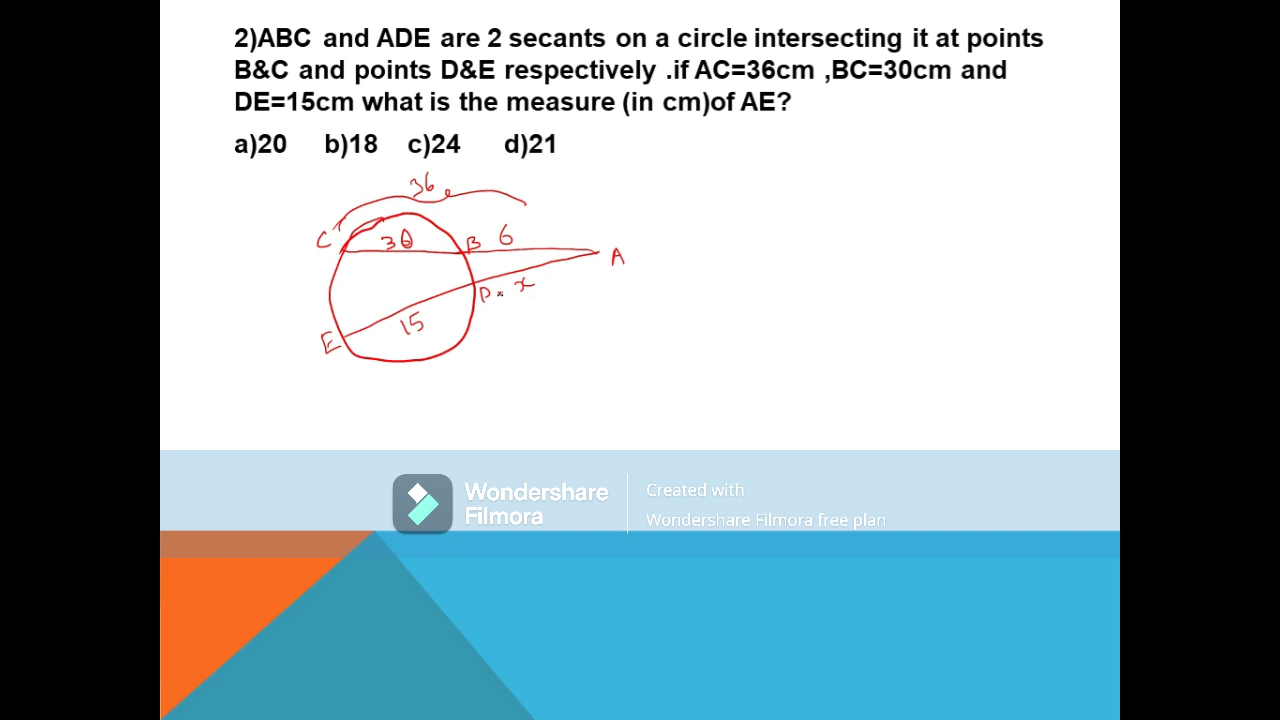 2)ABC and ADE are 2 secants on a circle intersecting it at points
B&C and points D&E respectively .if AC=36cm ,BC=30cm and
DE=15cm what is the measure (in cm)of AE?
a)20 b)18 c)24 d)21
36
C 30 B 6 A
D x
E 15
Wondershare
Filmora
Created with
Wondershare Filmora free plan